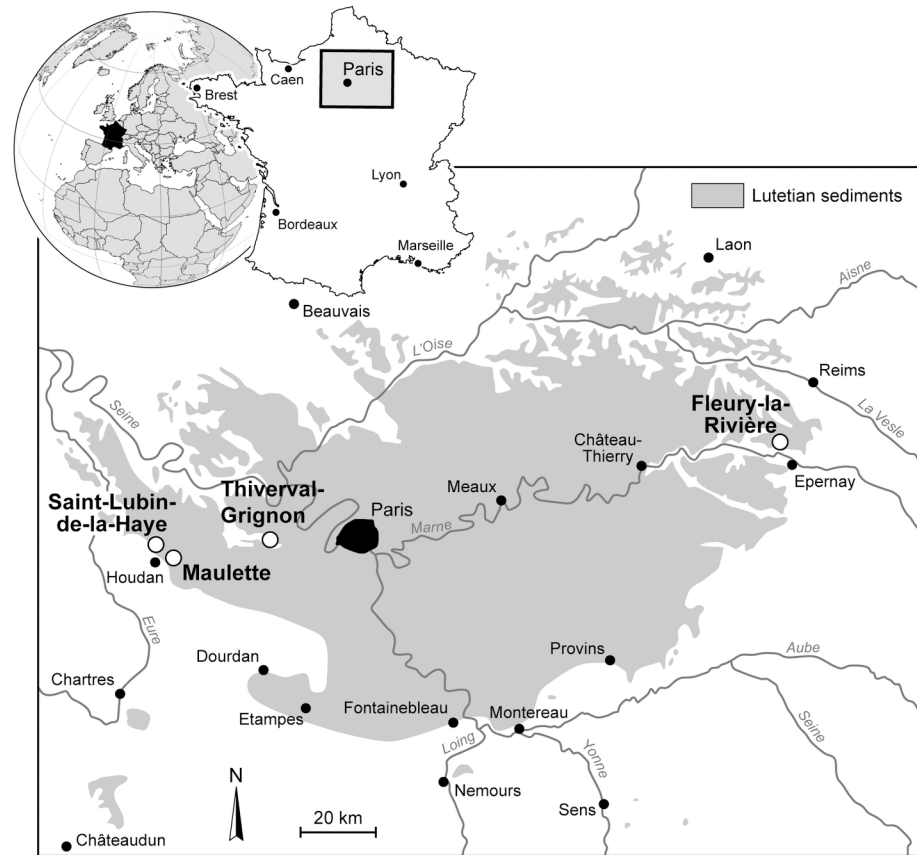 Caen
Paris
Brest
Lyon
Bordeaux
Marseille
Lutetian sediments
Laon
Beauvais
Aisne
L'Oise
Reims
Seine
La Vesle
Fleury-la-
Rivière
Château-
Thierry
Epernay
Meaux
Thiverval-
Grignon
Paris
Marne
Saint-Lubin-
de-la-Haye
Houdan
Maulette
Eure
Provins
Aube
Dourdan
Chartres
Etampes
Fontainebleau
Montereau
Seine
Loing
Yonne
N
Nemours
Sens
20 km
Châteaudun